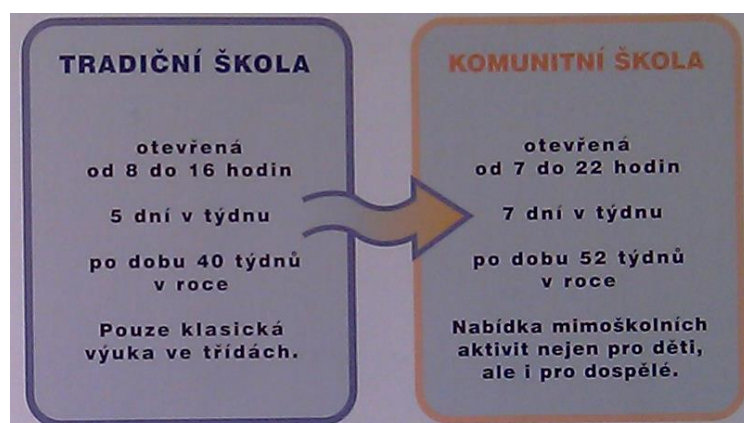 TRADIČNÍ ŠKOLA
otevřená
od 8 do 16 hodin
5 dní v týdnu
po dobu 40 týdnů
v roce
Pouze klasická
výuka ve třídách.
KOMUNITNÍ ŠKOLA
otevřená
od 7 do 22 hodin
7 dní v týdnu
po dobu 52 týdnů
v roce
Nabídka mimoškolních
aktivit nejen pro děti,
ale i pro dospělé.